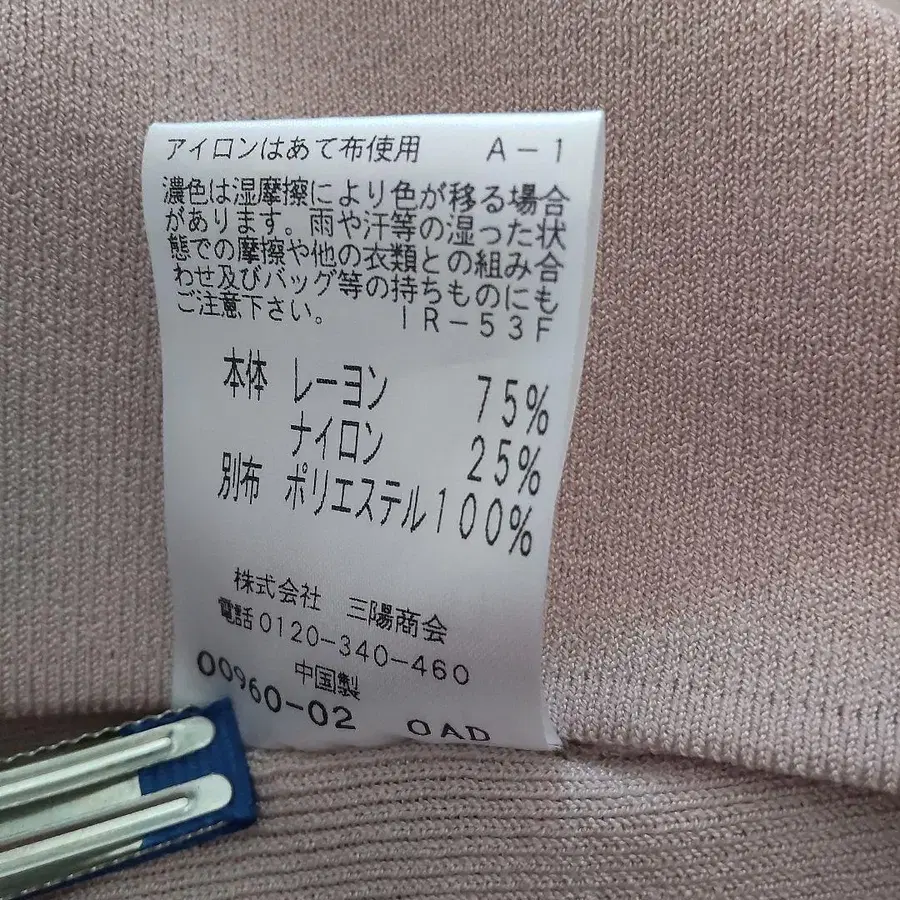 アイロンはあて布使用　A－1
濃色は湿摩擦により色が移る場合
があります。雨や汗等の湿った状
態での摩擦や他の衣類との組み合
わせ及びバッグ等の持ちものにも
ご注意下さい。　IR－53F
本体 レーヨン 75%
ナイロン 25%
別布 ポリエステル100%
株式会社 三陽商会
電話0120-340-460
中国製
00960-02 OAD